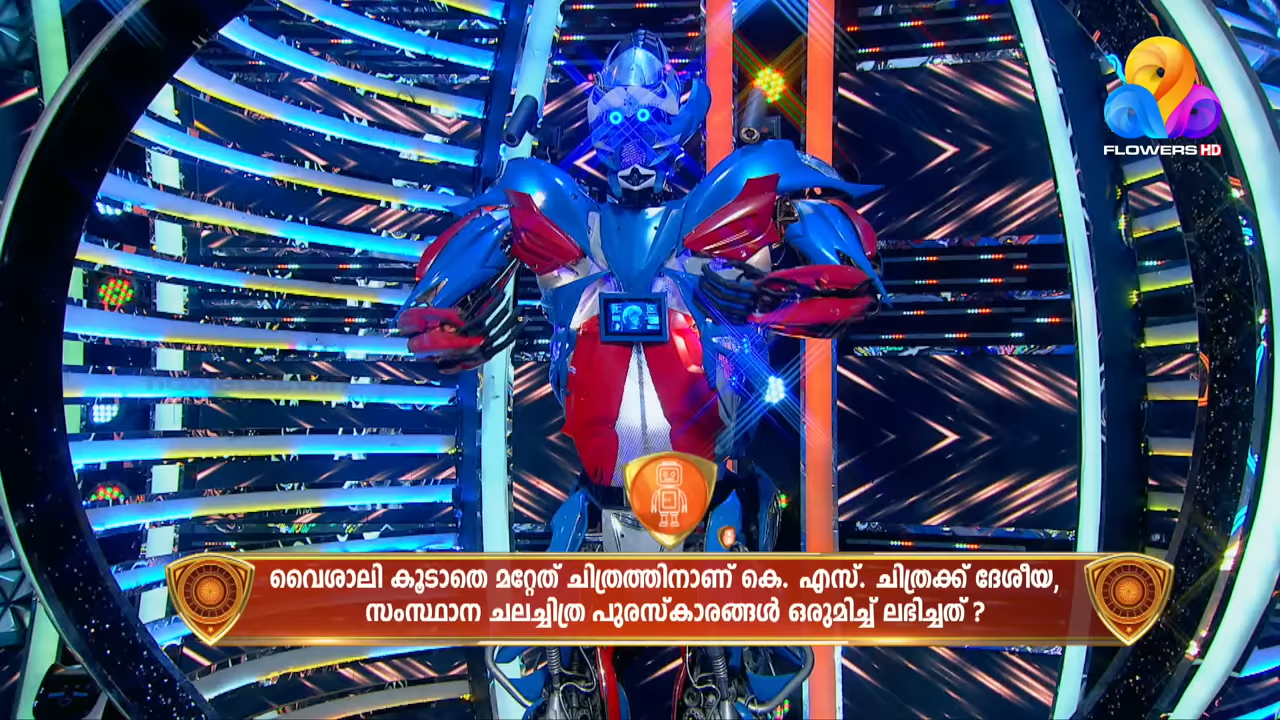 FLOWERS HD
വൈശാലി കൂടാതെ മറ്റേത് ചിത്രത്തിനാണ് കെ. എസ്. ചിത്രക്ക് ദേശീയ,
സംസ്ഥാന ചലച്ചിത്ര പുരസ്കാരങ്ങൾ ഒരുമിച്ച് ലഭിച്ചത് ?